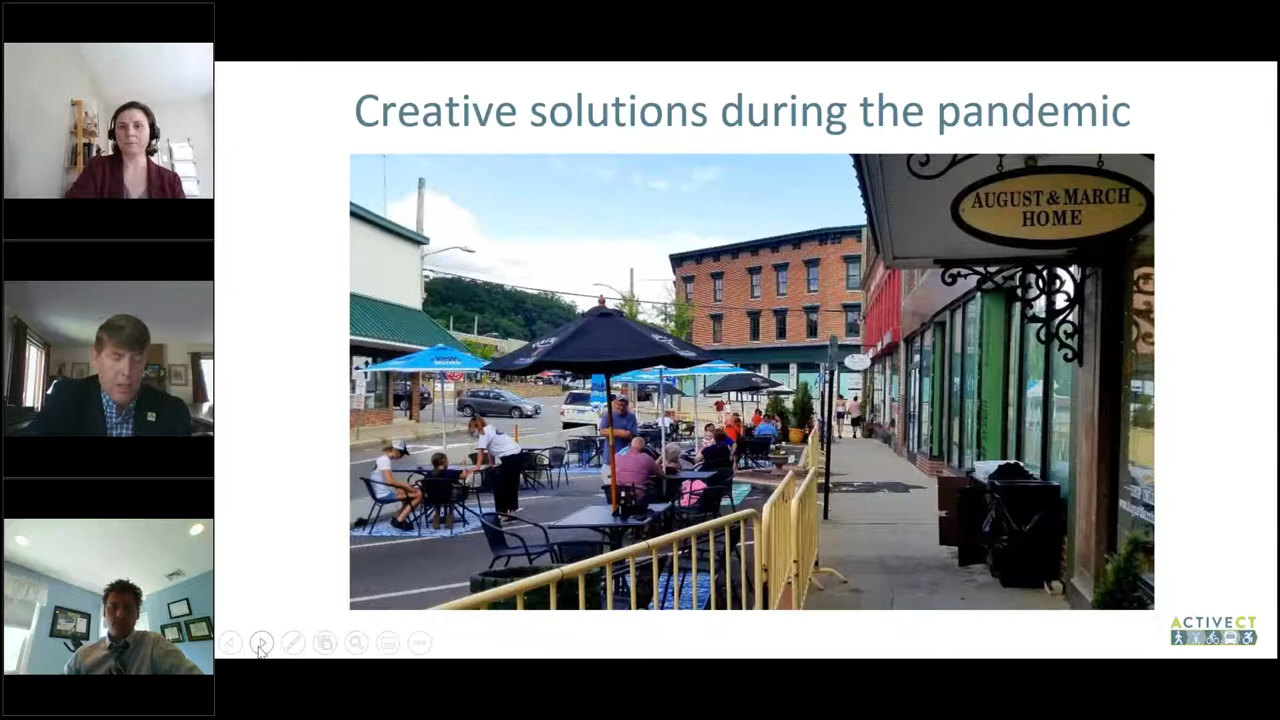 Creative solutions during the pandemic
AUGUST & MARCH
HOME
ACTIVECT